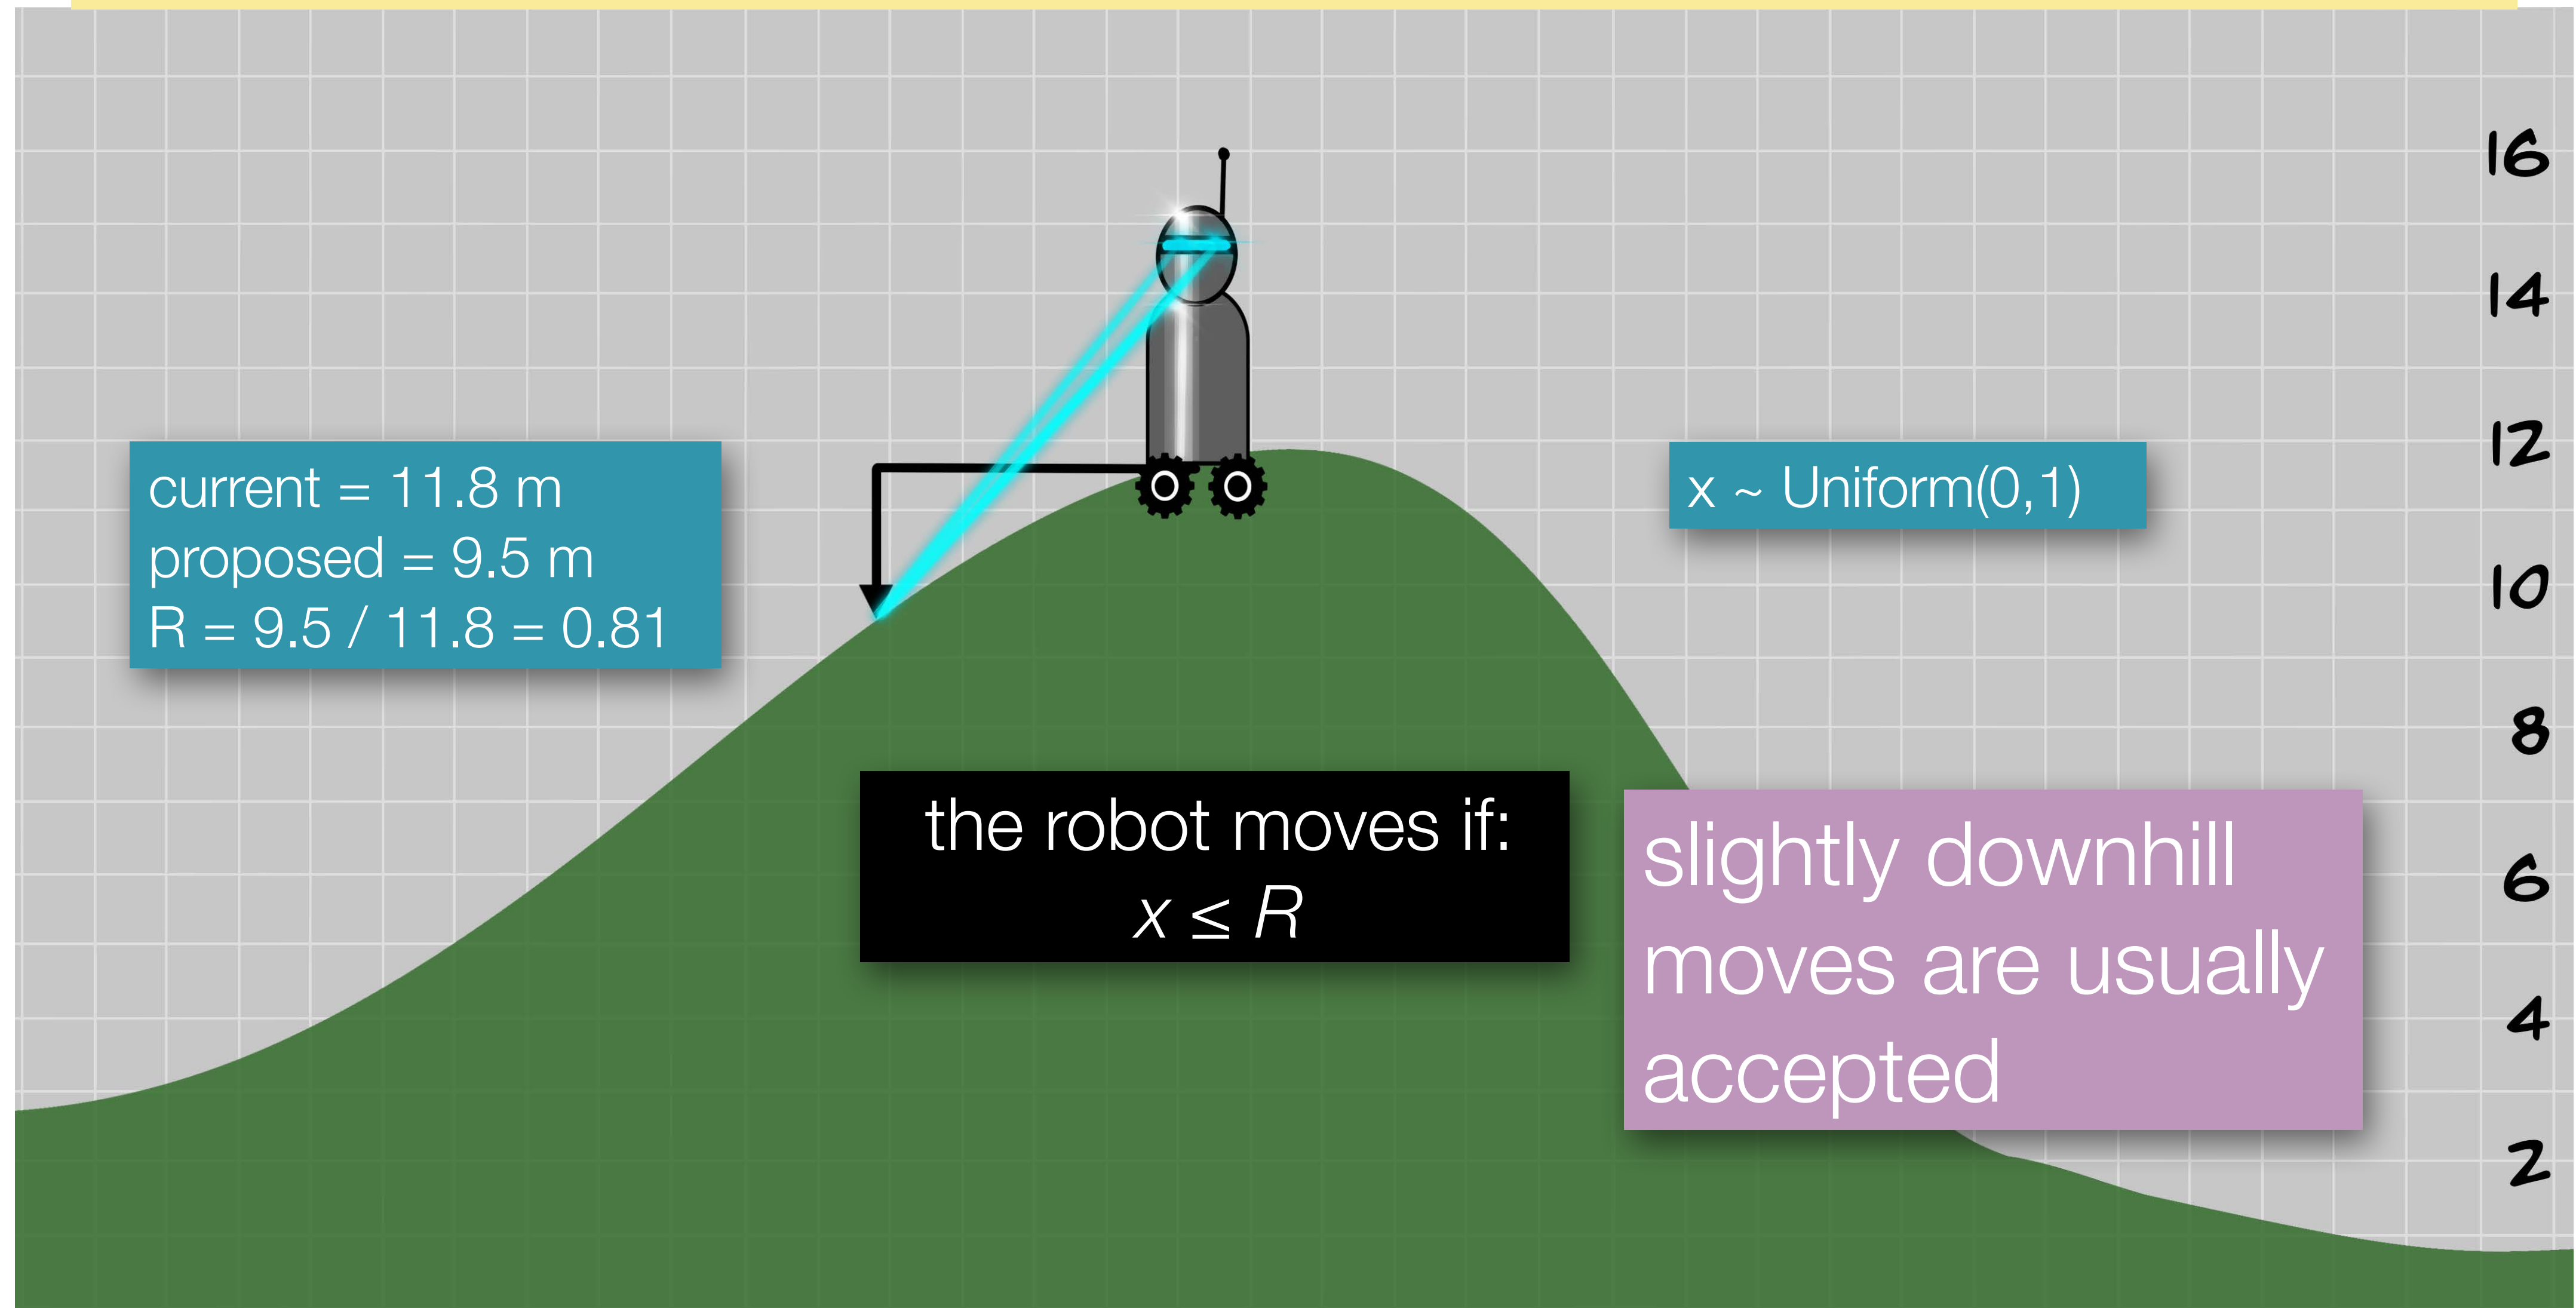 16
14
12
current = 11.8 m
proposed = 9.5 m
R = 9.5 / 11.8 = 0.81
x ~ Uniform(0,1)
10
8
the robot moves if:
x ≤ R
slightly downhill
moves are usually
accepted
6
4
2